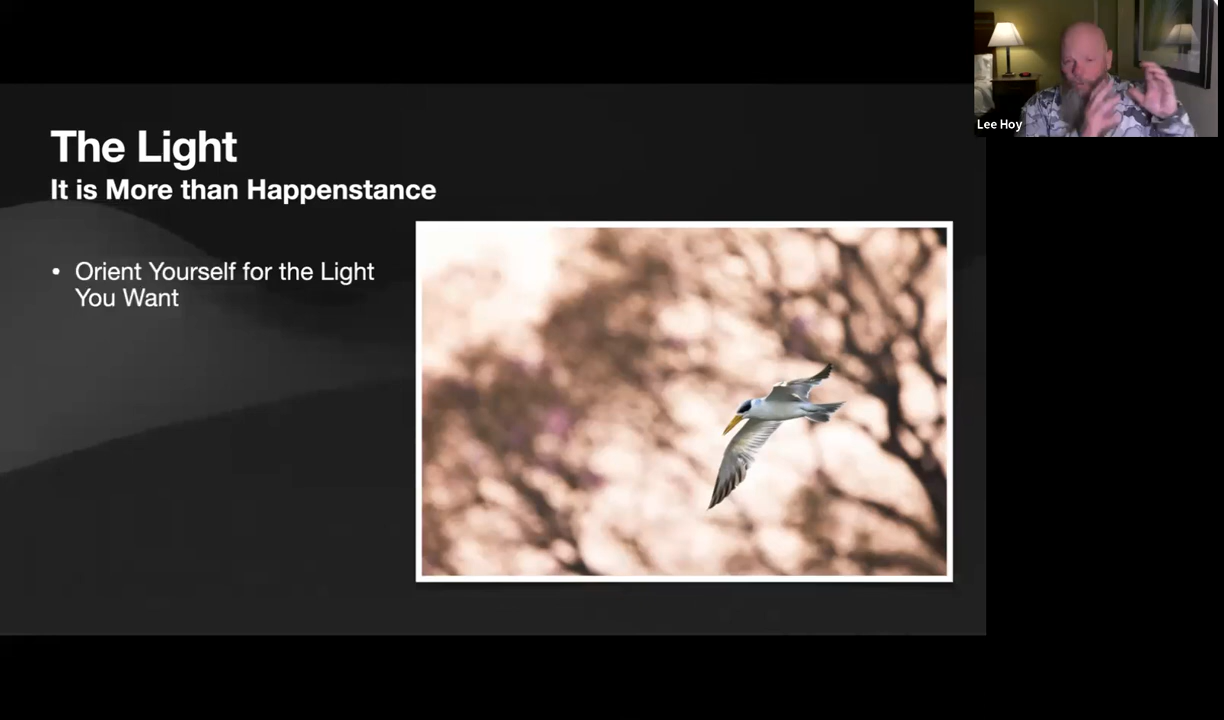 The Light
It is More than Happenstance
• Orient Yourself for the Light
You Want
Lee Hoy